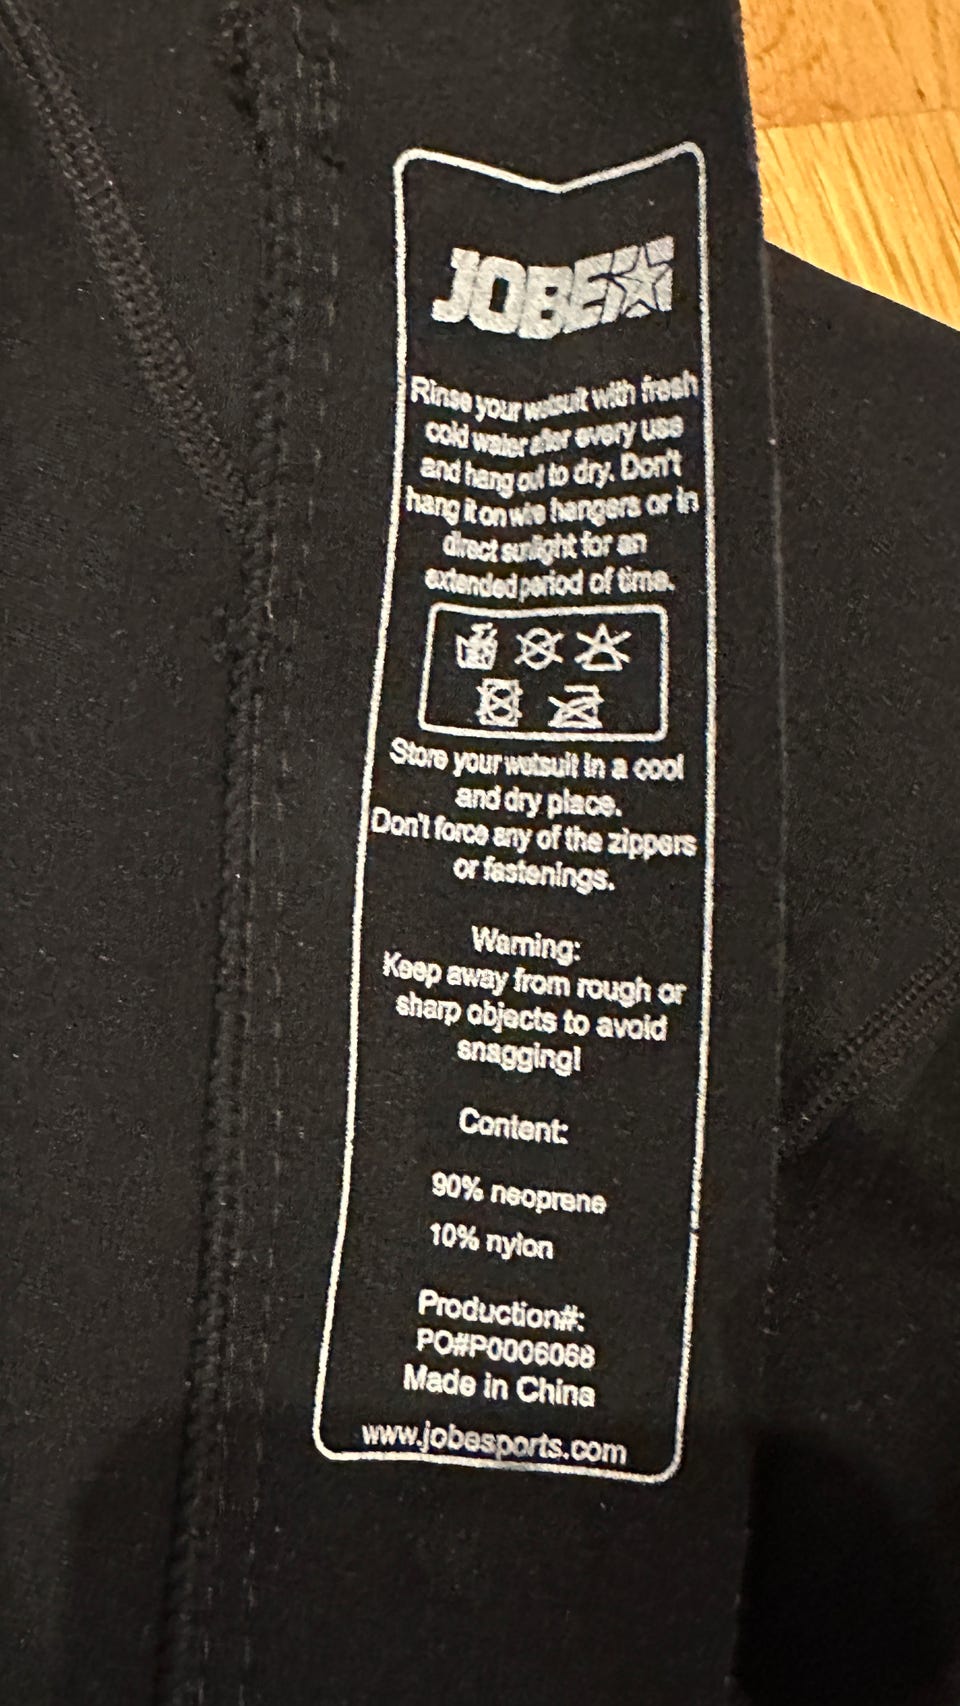 JOBE
Rinse your wetsuit with fresh
cold water after every use
and hang out to dry. Don't
hang it on wire hangers or in
direct sunlight for an
extended period of time.
Store your wetsuit in a cool
and dry place.
Don't force any of the zippers
or fastenings.
Warning:
Keep away from rough or
sharp objects to avoid
snagging!
Content:
90% neoprene
10% nylon
Production#:
PO#P0006068
Made in China
www.jobesports.com